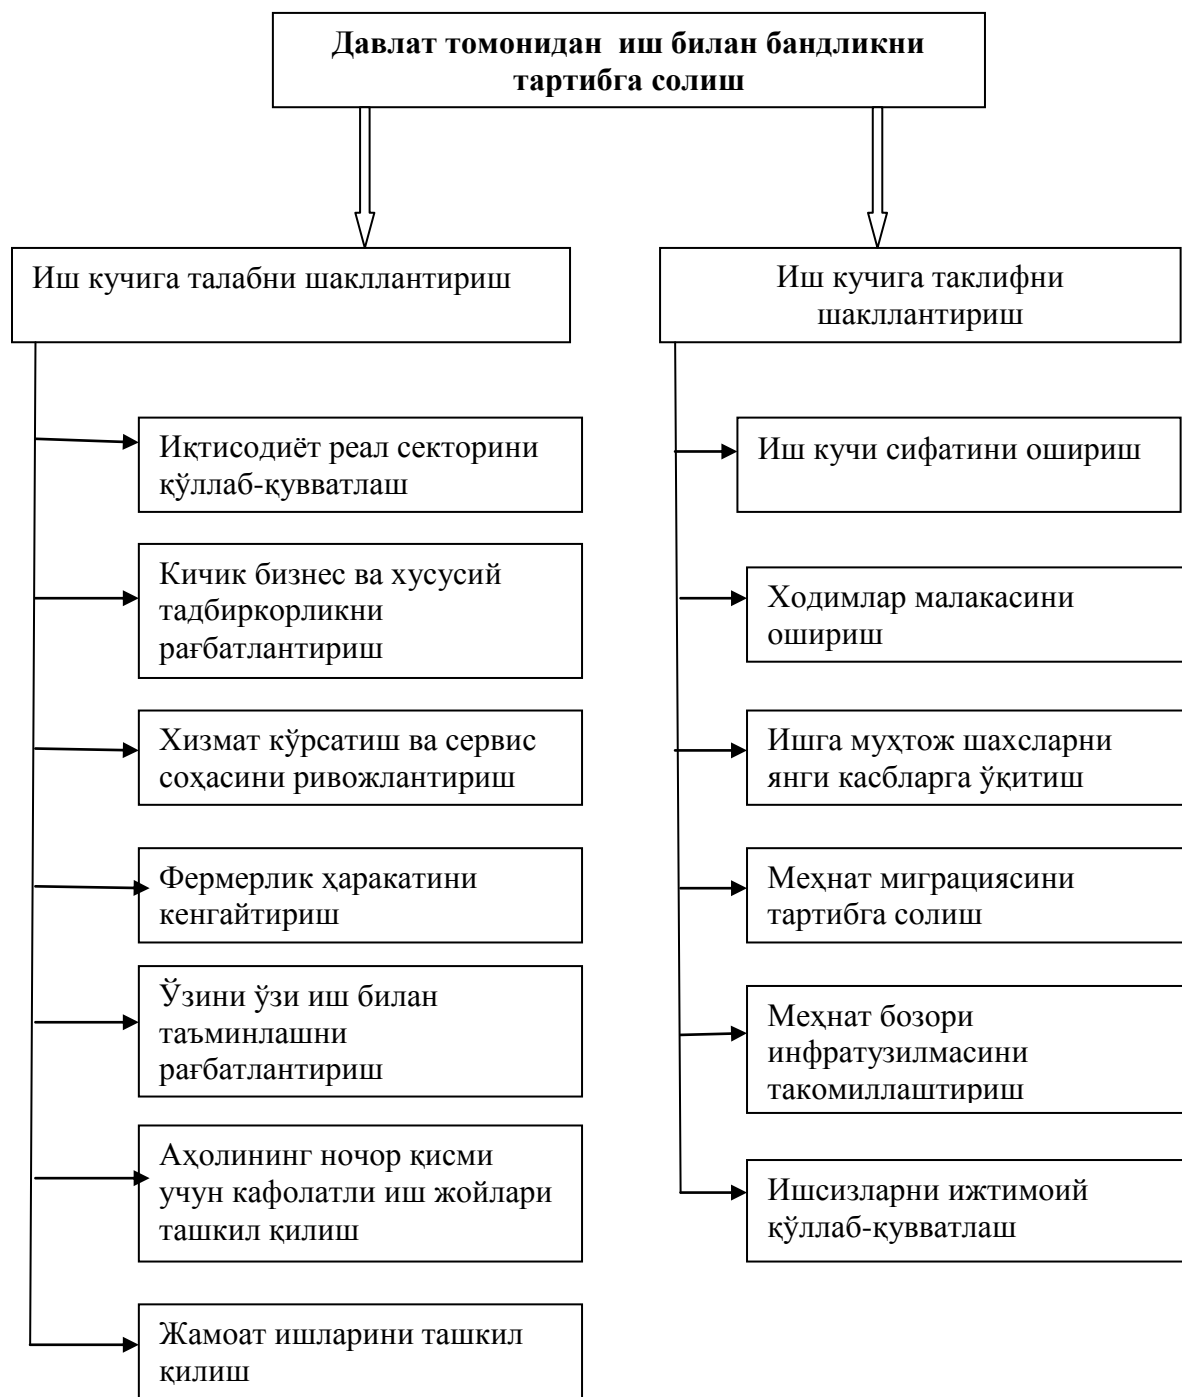 Давлат томонидан иш билан бандликни
тартибга солиш
Иш кучига талабни шакллантириш
Иқтисодиёт реал секторини
қўллаб-қувватлаш
Кичик бизнес ва хусусий
тадбиркорликни
рағбатлантириш
Хизмат кўрсатиш ва сервис
соҳасини ривожлантириш
Фермерлик ҳаракатини
кенгайтириш
Ўзини ўзи иш билан
таъминлашни
рағбатлантириш
Аҳолининг ночор қисми
учун кафолатли иш жойлари
ташкил қилиш
Жамоат ишларини ташкил
қилиш
Иш кучига таклифни
шакллантириш
Иш кучи сифатини ошириш
Ходимлар малакасини
ошириш
Ишга муҳтож шахсларни
янги касбларга ўқитиш
Меҳнат миграциясини
тартибга солиш
Меҳнат бозори
инфратузилмасини
такомиллаштириш
Ишсизларни ижтимоий
қўллаб-қувватлаш